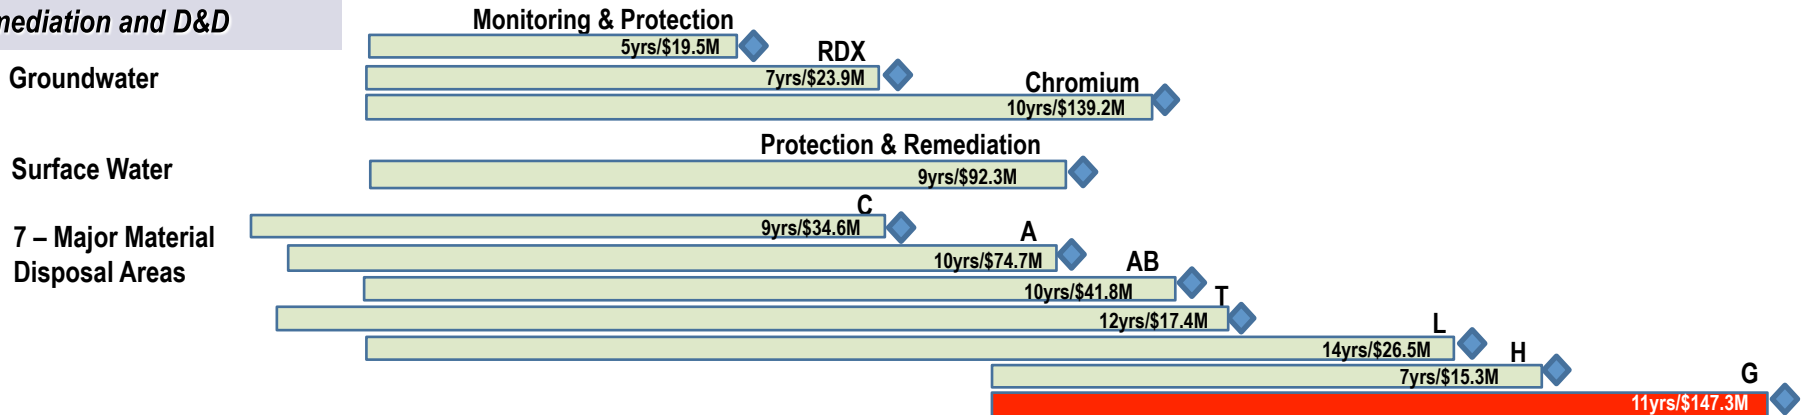 mediation and D&D
Monitoring & Protection
5yrs/$19.5M
Groundwater
RDX
7yrs/$23.9M
Chromium
10yrs/$139.2M
Protection & Remediation
Surface Water
9yrs/$92.3M
7 – Major Material
Disposal Areas
C
9yrs/$34.6M
A
10yrs/$74.7M
AB
10yrs/$41.8M
T
12yrs/$17.4M
L
14yrs/$26.5M
H
7yrs/$15.3M
G
11yrs/$147.3M